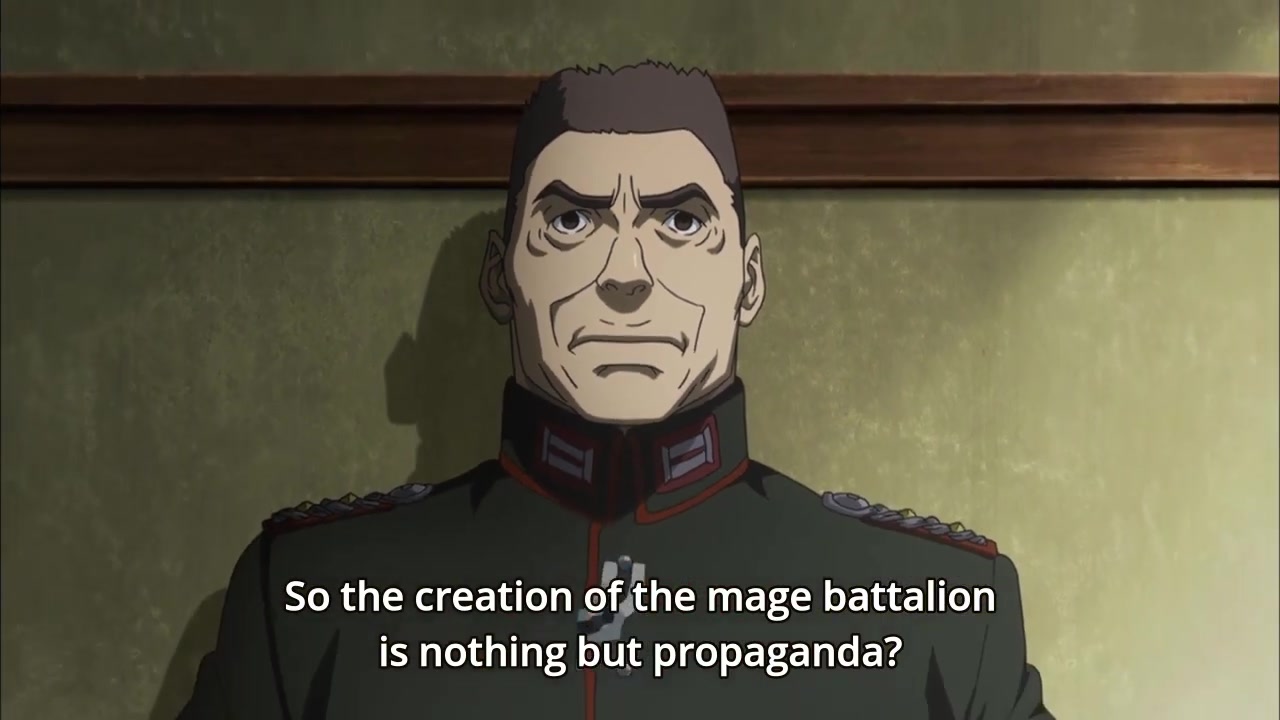 So the creation of the mage battalion
is nothing but propaganda?